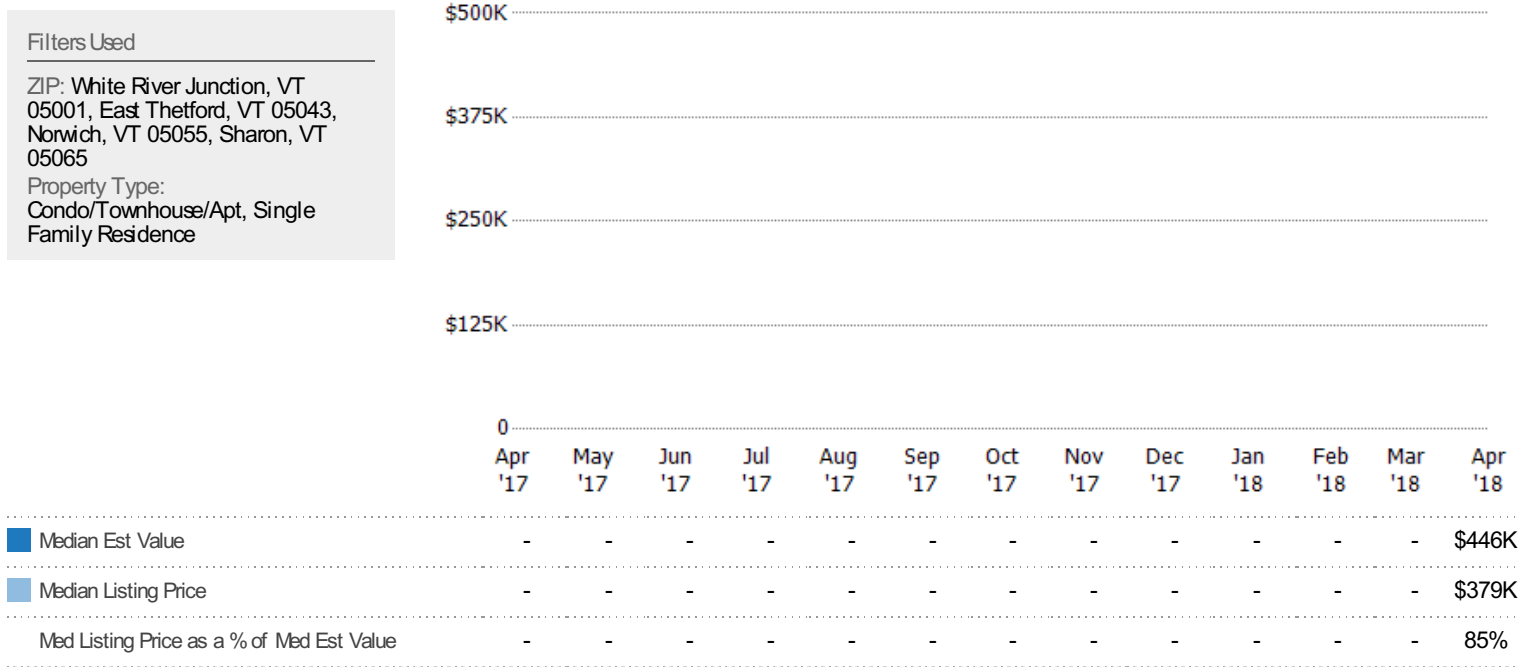 Filters Used
ZIP: White River Junction, VT
05001, East Thetford, VT 05043,
Norwich, VT 05055, Sharon, VT
05065
Property Type:
Condo/Townhouse/Apt, Single
Family Residence
$500K
$375K
$250K
$125K
0
Apr May Jun Jul Aug Sep Oct Nov Dec Jan Feb Mar Apr
'17 '17 '17 '17 '17 '17 '17 '17 '17 '18 '18 '18 '18
Median Est Value - - - - - - - - - - - - $446K
Median Listing Price - - - - - - - - - - - - $379K
Med Listing Price as a % of Med Est Value - - - - - - - - - - - - 85%